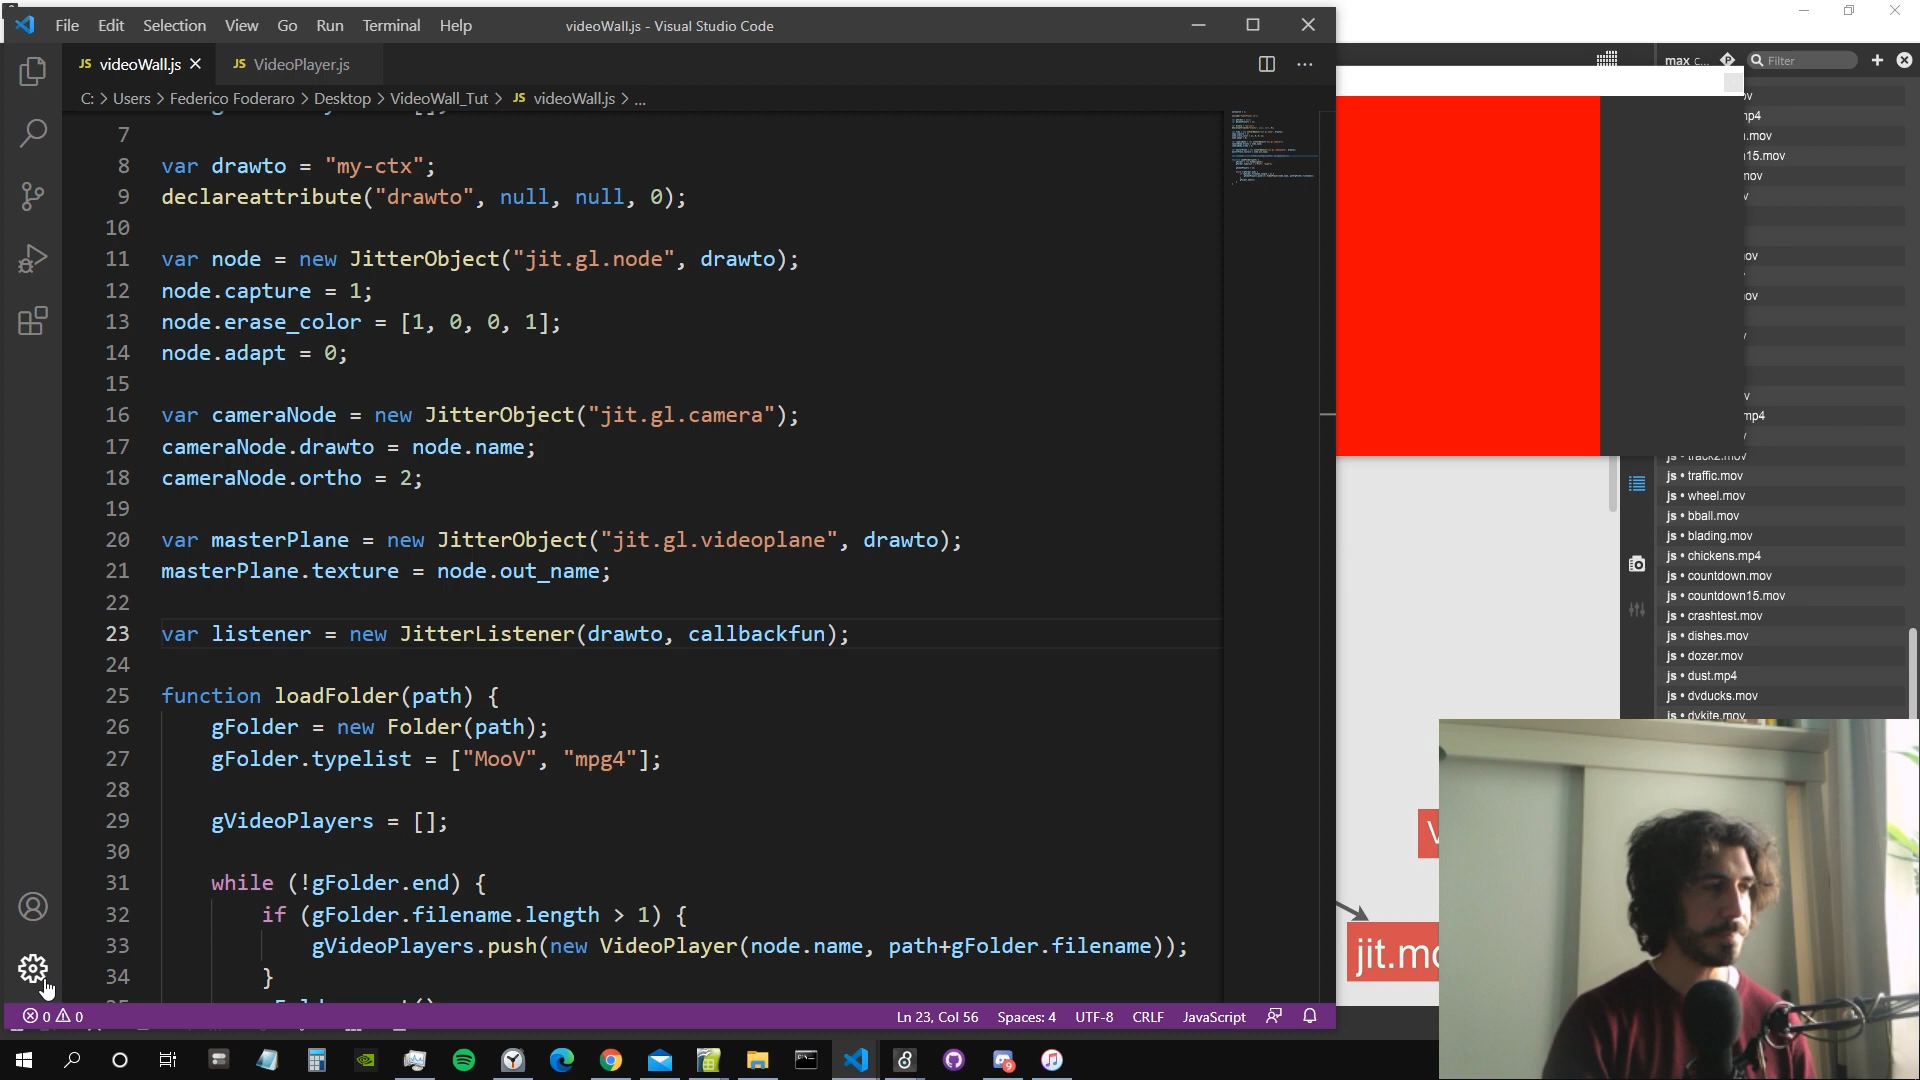 File Edit Selection View Go Run Terminal Help
videoWall.js - Visual Studio Code
JS videoWall.js
JS VideoPlayer.js
C: > Users > Federico Foderaro > Desktop > VideoWall_Tut > JS videoWall.js > ...
7
8 var drawto = "my-ctx";
9 declareattribute("drawto", null, null, 0);
10
11 var node = new JitterObject("jit.gl.node", drawto);
12 node.capture = 1;
13 node.erase_color = [1, 0, 0, 1];
14 node.adapt = 0;
15
16 var cameraNode = new JitterObject("jit.gl.camera");
17 cameraNode.drawto = node.name;
18 cameraNode.ortho = 2;
19
20 var masterPlane = new JitterObject("jit.gl.videoplane", drawto);
21 masterPlane.texture = node.out_name;
22
23 var listener = new JitterListener(drawto, callbackfun);
24
25 function loadFolder(path) {
26 gFolder = new Folder(path);
27 gFolder.typelist = ["MooV", "mpg4"];
28
29 gVideoPlayers = [];
30
31 while (!gFolder.end) {
32 if (gFolder.filename.length > 1) {
33 gVideoPlayers.push(new VideoPlayer(node.name, path+gFolder.filename));
34 }
0 0
Ln 23, Col 56
Spaces: 4
UTF-8
CRLF
JavaScript
max c...
Filter
js • traffic.mov
js • wheel.mov
js • bball.mov
js • blading.mov
js • chickens.mp4
js • countdown.mov
js • countdown15.mov
js • crashtest.mov
js • dishes.mov
js • dozer.mov
js • dust.mp4
js • dvducks.mov
js • dvkite.mov
jit.mo